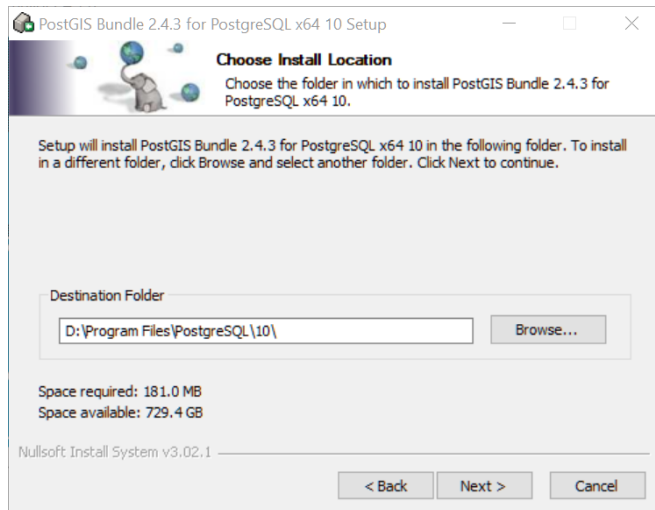 PostGIS Bundle 2.4.3 for PostgreSQL x64 10 Setup
Choose Install Location
Choose the folder in which to install PostGIS Bundle 2.4.3 for
PostgreSQL x64 10.
Setup will install PostGIS Bundle 2.4.3 for PostgreSQL x64 10 in the following folder. To install
in a different folder, click Browse and select another folder. Click Next to continue.
Destination Folder
D:\Program Files\PostgreSQL\10\
Browse...
Space required: 181.0 MB
Space available: 729.4 GB
Nullsoft Install System v3.02.1
< Back
Next >
Cancel